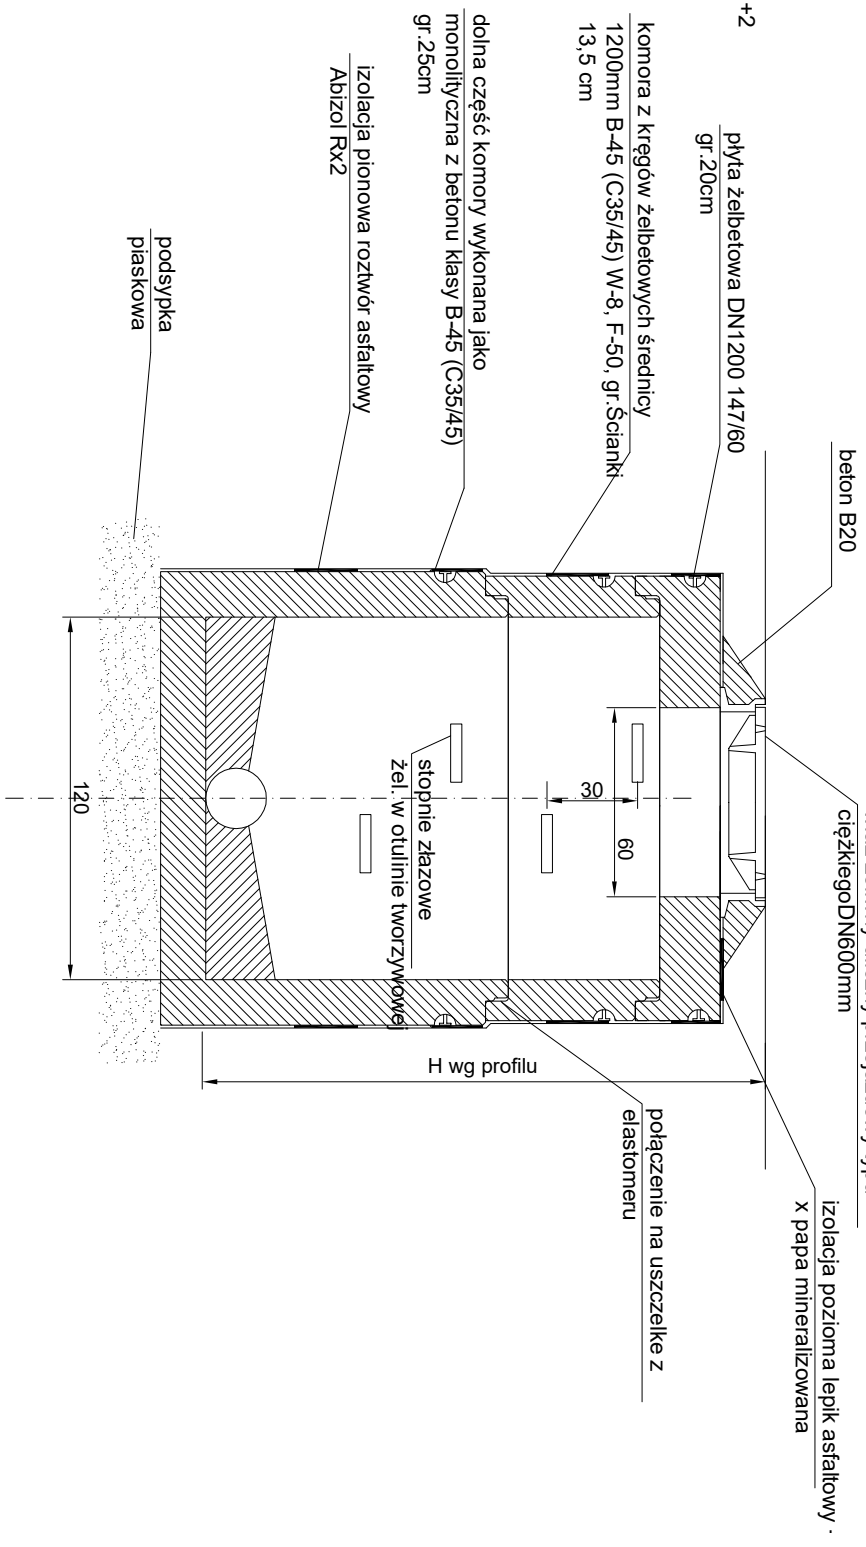 +2
płyta żelbetowa DN1200 147/60
gr.20cm
komora z kręgów żelbetowych średnicy
1200mm B-45 (C35/45) W-8, F-50, gr.Ścianki
13,5 cm
dolna część komory wykonana jako
monolityczna z betonu klasy B-45 (C35/45)
gr.25cm
izolacja pionowa roztwór asfaltowy
Abizol Rx2
podsypka
piaskowa
beton B20
ciężkiegoDN600mm
izolacja pozioma lepik asfaltowy
x papa mineralizowana
połączenie na uszczelke z
elastomeru
stopnie złazowe
żel. w otulinie tworzywowej
30
60
120
H wg profilu